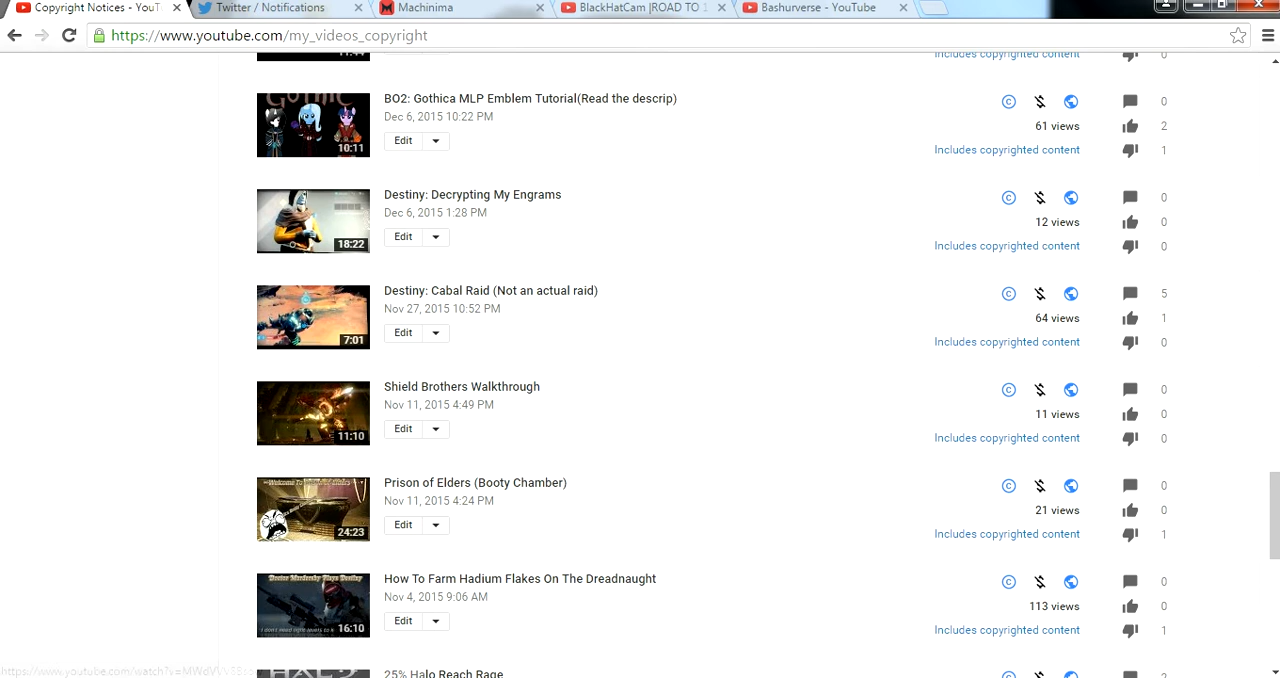 Copyright Notices - YouT
Twitter / Notifications
Machinima
BlackHatCam |ROAD TO 1
Bashurverse - YouTube
https://www.youtube.com/my_videos_copyright
Includes copyrighted content 0
BO2: Gothica MLP Emblem Tutorial(Read the descrip) 0
Dec 6, 2015 10:22 PM 61 views 2
10:11 Edit Includes copyrighted content 1
Destiny: Decrypting My Engrams 0
Dec 6, 2015 1:28 PM 12 views 0
18:22 Edit Includes copyrighted content 0
Destiny: Cabal Raid (Not an actual raid) 5
Nov 27, 2015 10:52 PM 64 views 1
7:01 Edit Includes copyrighted content 0
Shield Brothers Walkthrough 0
Nov 11, 2015 4:49 PM 11 views 0
11:10 Edit Includes copyrighted content 0
Prison of Elders (Booty Chamber) 0
Nov 11, 2015 4:24 PM 21 views 0
24:23 Edit Includes copyrighted content 1
How To Farm Hadium Flakes On The Dreadnaught 0
Nov 4, 2015 9:06 AM 113 views 0
16:10 Edit Includes copyrighted content 1
25% Halo Reach Rage 2